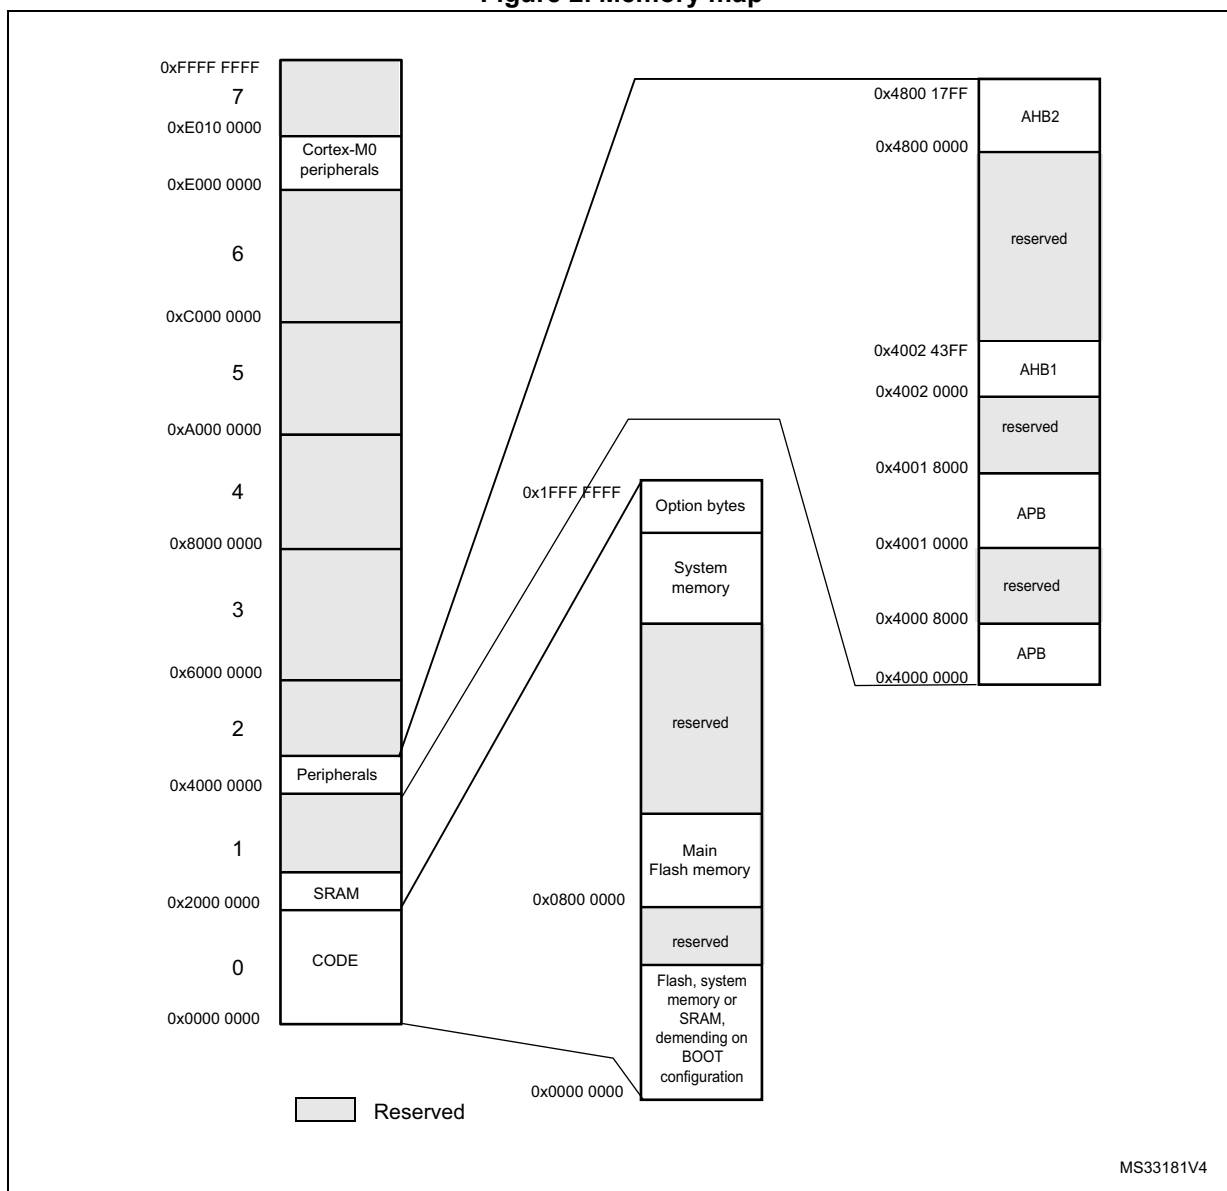 Figure 2. Memory map
0xFFFF FFFF
7
0xE010 0000
Cortex-M0
peripherals
0xE000 0000
6
0xC000 0000
5
0xA000 0000
4
0x8000 0000
3
0x6000 0000
2
Peripherals
0x4000 0000
1
SRAM
0x2000 0000
CODE
0
0x0000 0000
Reserved
0x1FFF FFFF
Option bytes
System
memory
reserved
Main
Flash memory
0x0800 0000
reserved
Flash, system
memory or
SRAM,
demending on
BOOT
configuration
0x0000 0000
0x4800 17FF
AHB2
0x4800 0000
reserved
0x4002 43FF
AHB1
0x4002 0000
reserved
0x4001 8000
APB
0x4001 0000
reserved
0x4000 8000
APB
0x4000 0000
MS33181V4